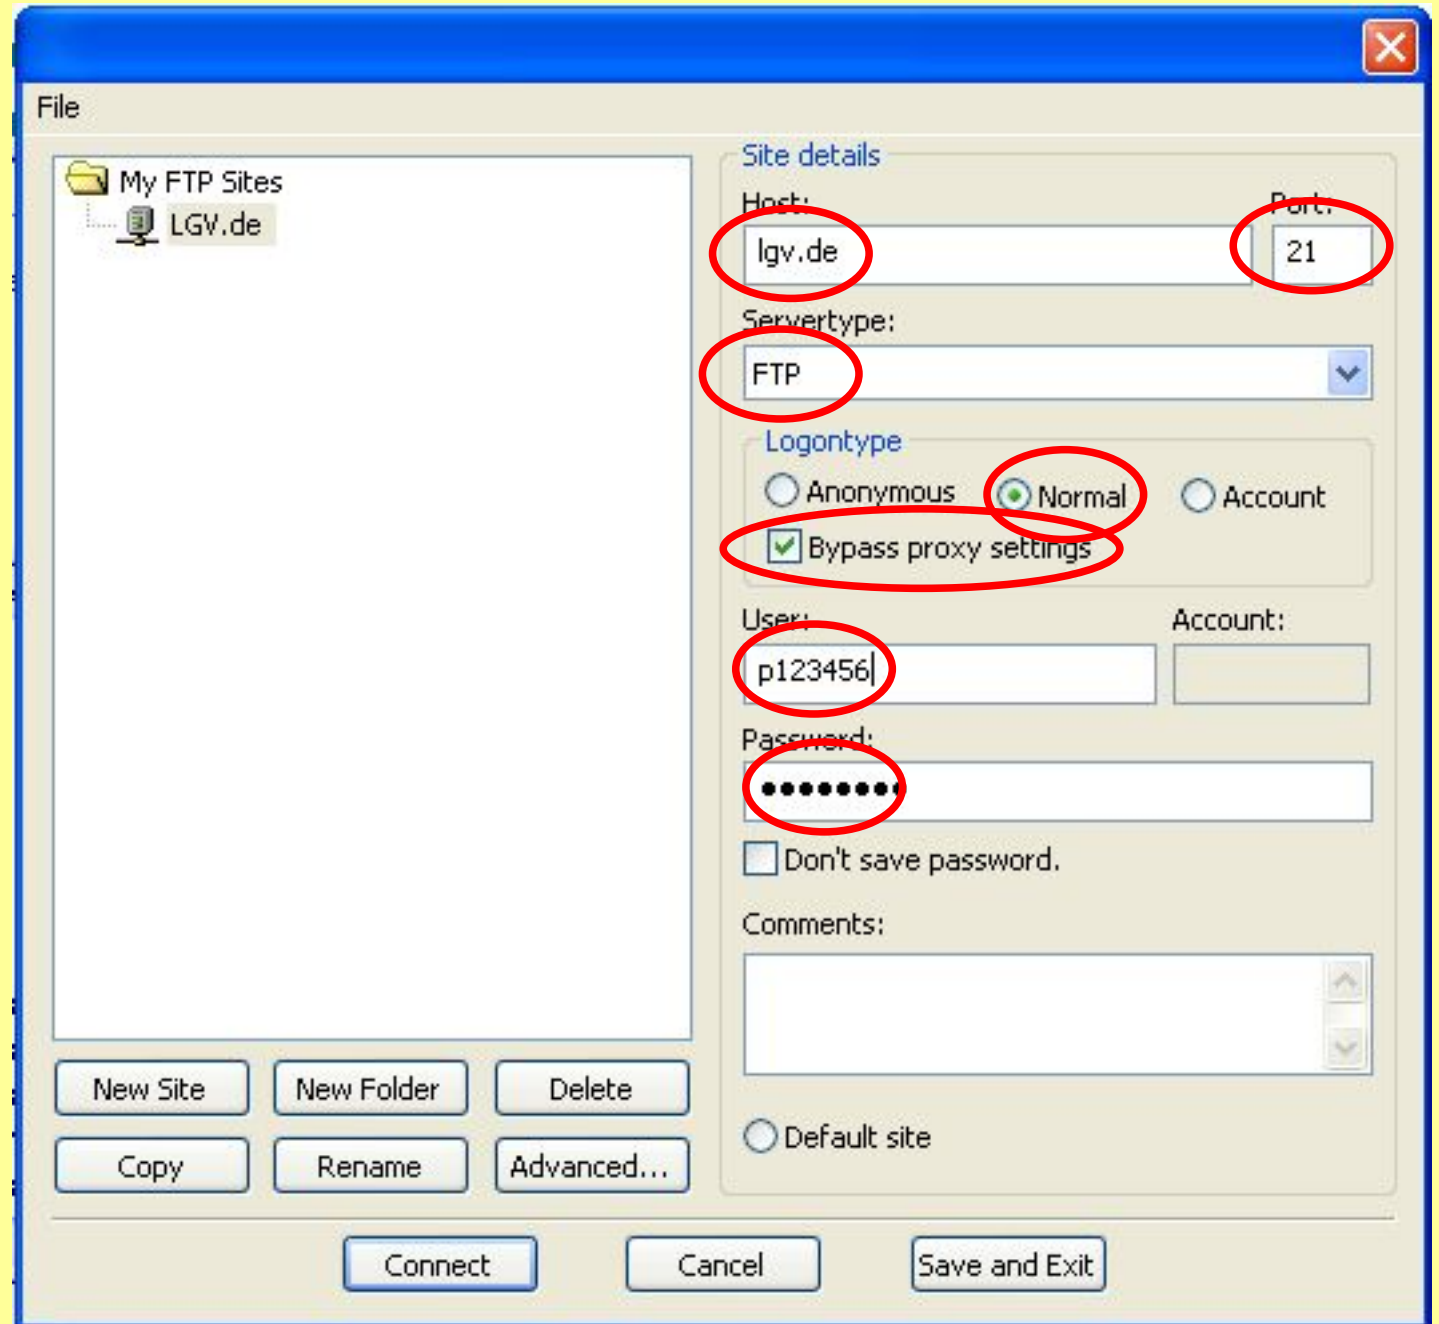 File
My FTP Sites
LGV.de
Site details
Host: Port:
lgv.de 21
Servertype:
FTP
Logontype
Anonymous Normal Account
Bypass proxy settings
User: Account:
p123456
Password:
••••••••
Don't save password.
Comments:
Default site
New Site New Folder Delete
Copy Rename Advanced...
Connect Cancel Save and Exit